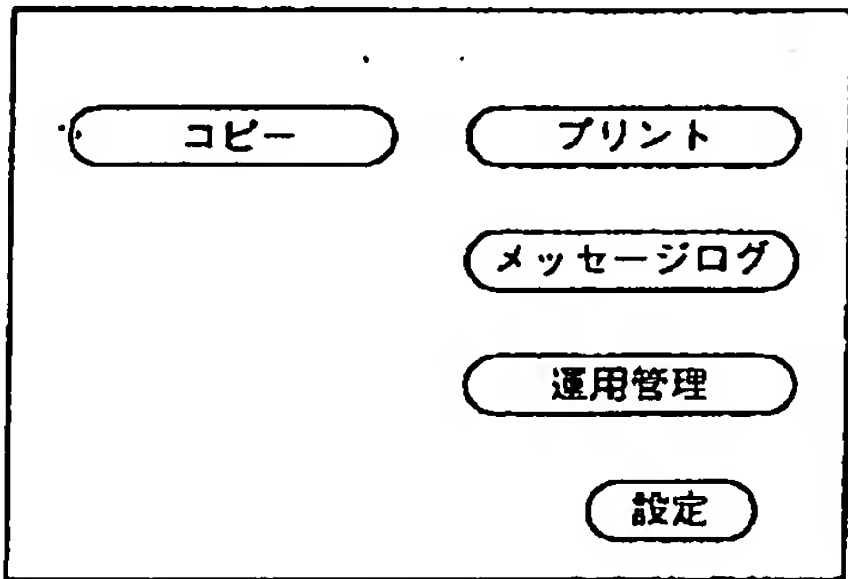 コピー
プリント
メッセージログ
運用管理
設定